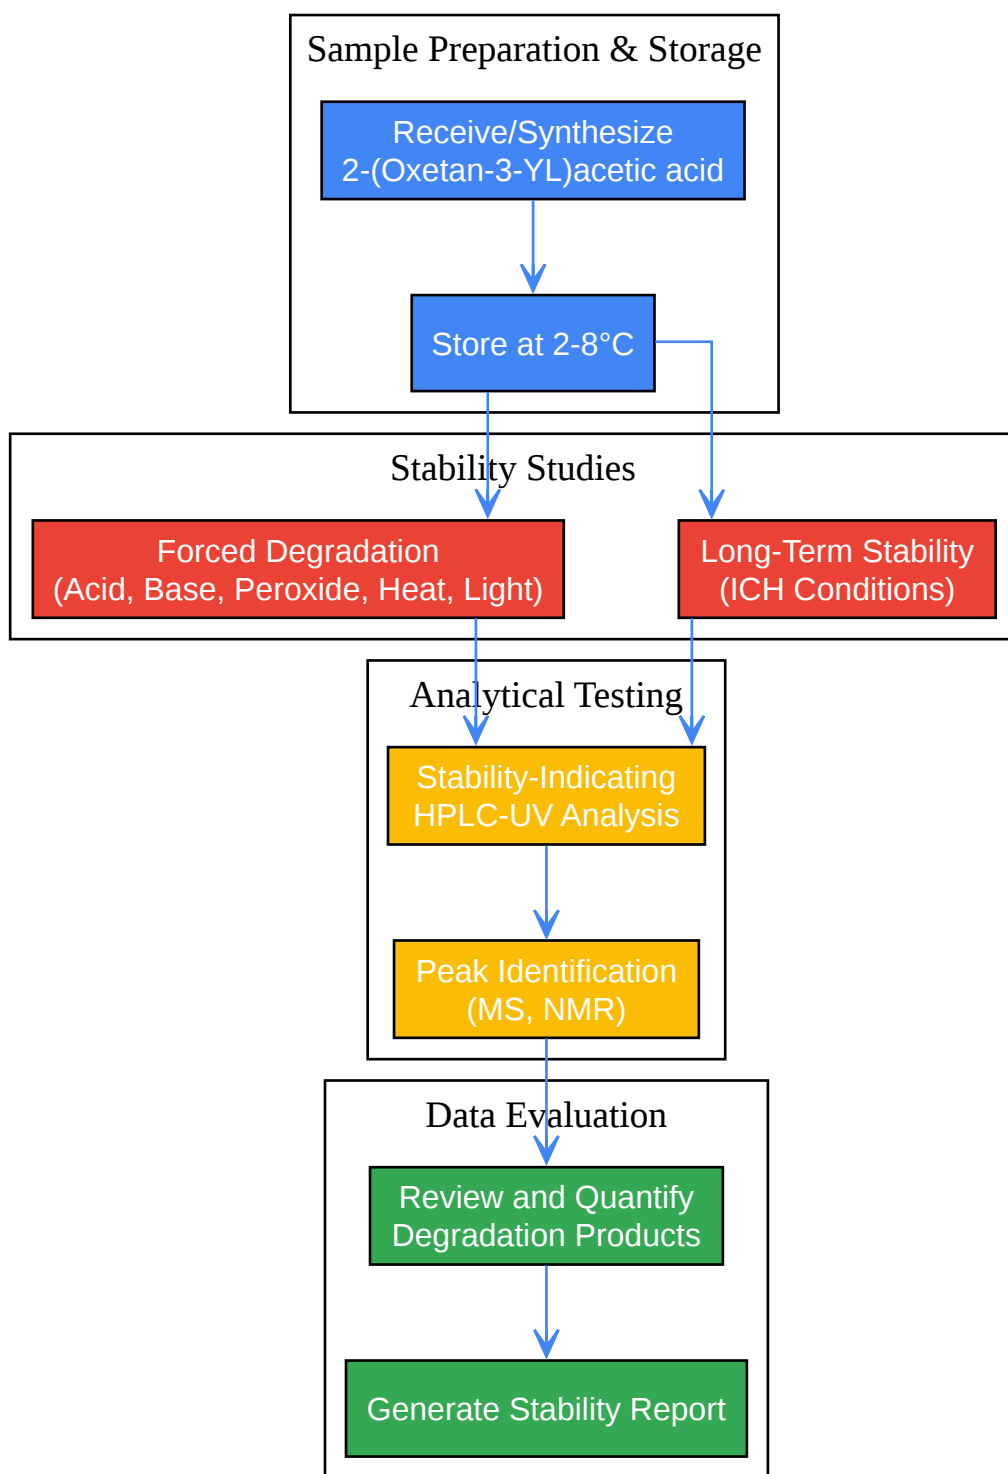 Sample Preparation & Storage
Receive/Synthesize
2-(Oxetan-3-YL)acetic acid
Store at 2-8°C
Stability Studies
Forced Degradation
(Acid, Base, Peroxide, Heat, Light)
Long-Term Stability
(ICH Conditions)
Analytical Testing
Stability-Indicating
HPLC-UV Analysis
Peak Identification
(MS, NMR)
Data Evaluation
Review and Quantify
Degradation Products
Generate Stability Report